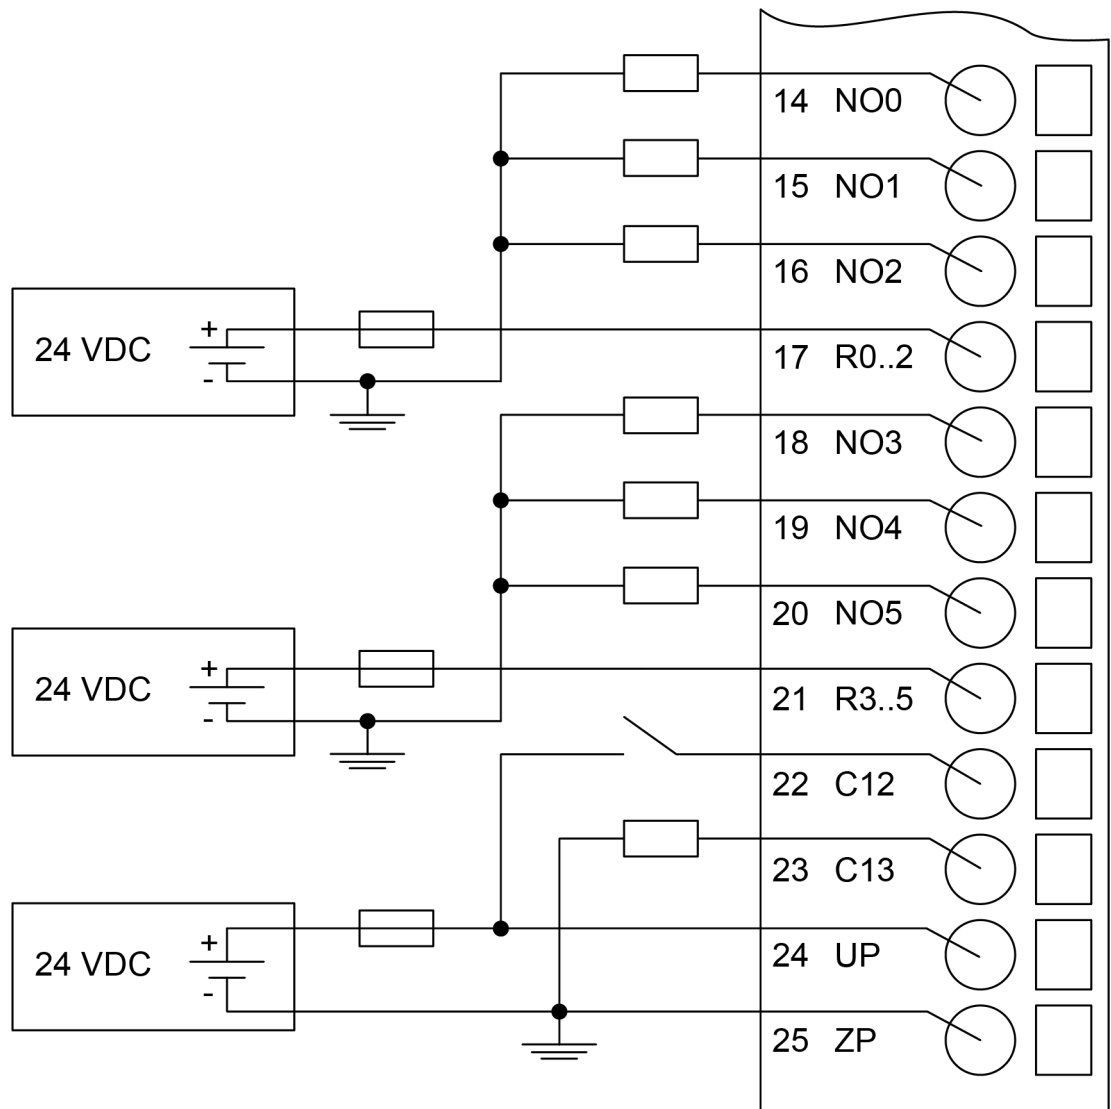 14 NO0
15 NO1
16 NO2
24 VDC + -
17 R0..2
18 NO3
19 NO4
20 NO5
24 VDC + -
21 R3..5
22 C12
23 C13
24 VDC + -
24 UP
25 ZP